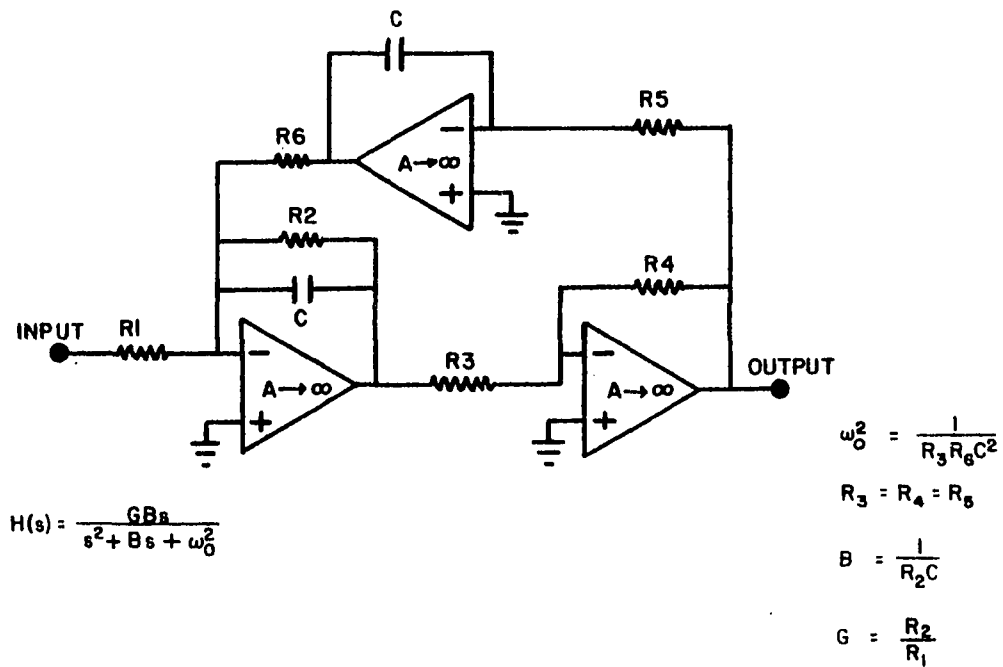 C
R5
R6
−
A→∞
+
R2
R4
C
INPUT
R1
−
A→∞
+
R3
−
A→∞
+
OUTPUT
ω₀² = 1/(R₃R₆C²)
R₃ = R₄ = R₅
H(s) = GBs/(s² + Bs + ω₀²)
B = 1/(R₂C)
G = R₂/R₁